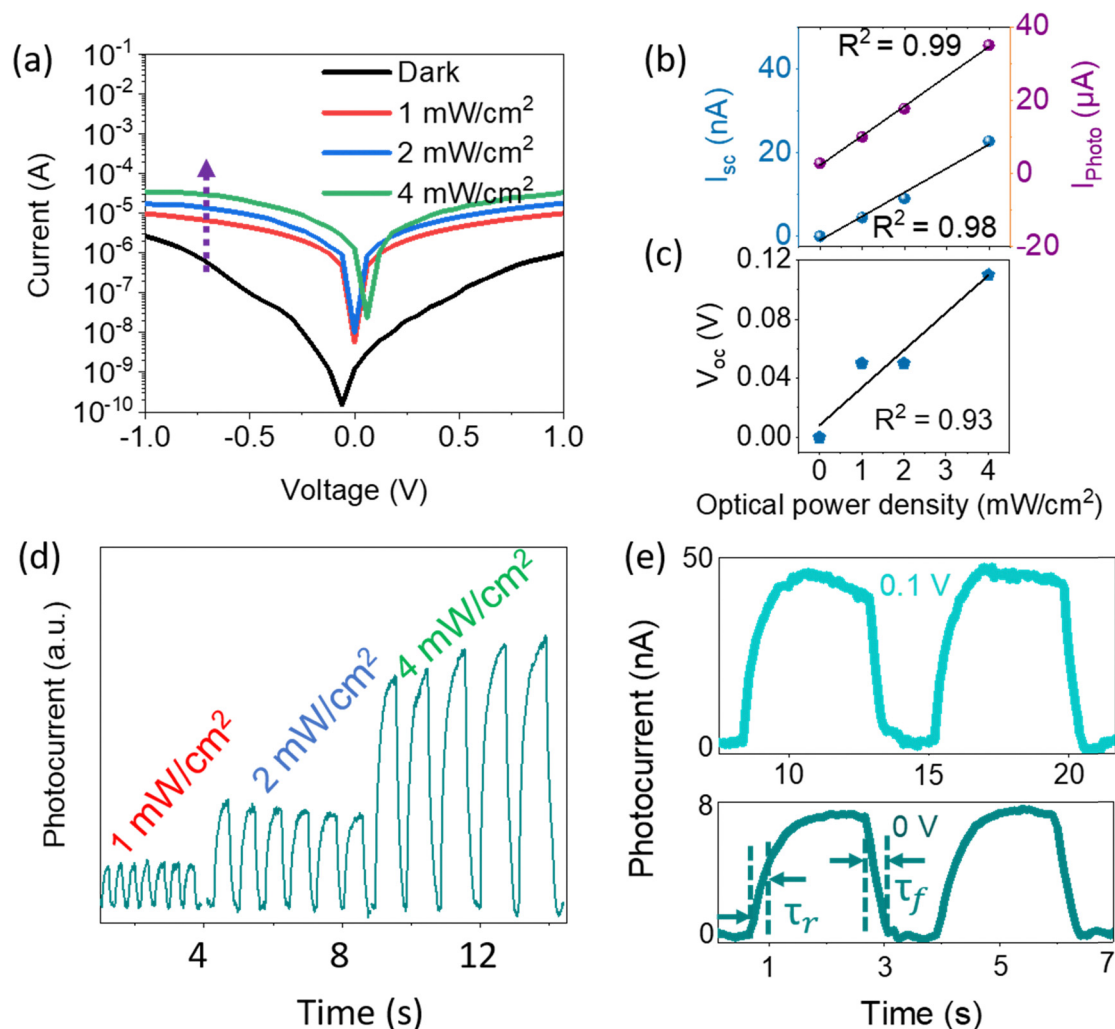 (a)
Current (A)
10⁻¹
10⁻²
10⁻³
10⁻⁴
10⁻⁵
10⁻⁶
10⁻⁷
10⁻⁸
10⁻⁹
10⁻¹⁰
Dark
1 mW/cm²
2 mW/cm²
4 mW/cm²
-1.0 -0.5 0.0 0.5 1.0
Voltage (V)
(b)
I_sc (nA)
40
20
0
R² = 0.99
R² = 0.98
40
20
0
-20
I_Photo (µA)
(c)
V_oc (V)
0.12
0.08
0.04
0.00
R² = 0.93
0 1 2 3 4
Optical power density (mW/cm²)
(d)
Photocurrent (a.u.)
1 mW/cm²
2 mW/cm²
4 mW/cm²
4 8 12
Time (s)
(e)
Photocurrent (nA)
50
0
0.1 V
10 15 20
8
0
0 V
τ_r
τ_f
1 3 5 7
Time (s)